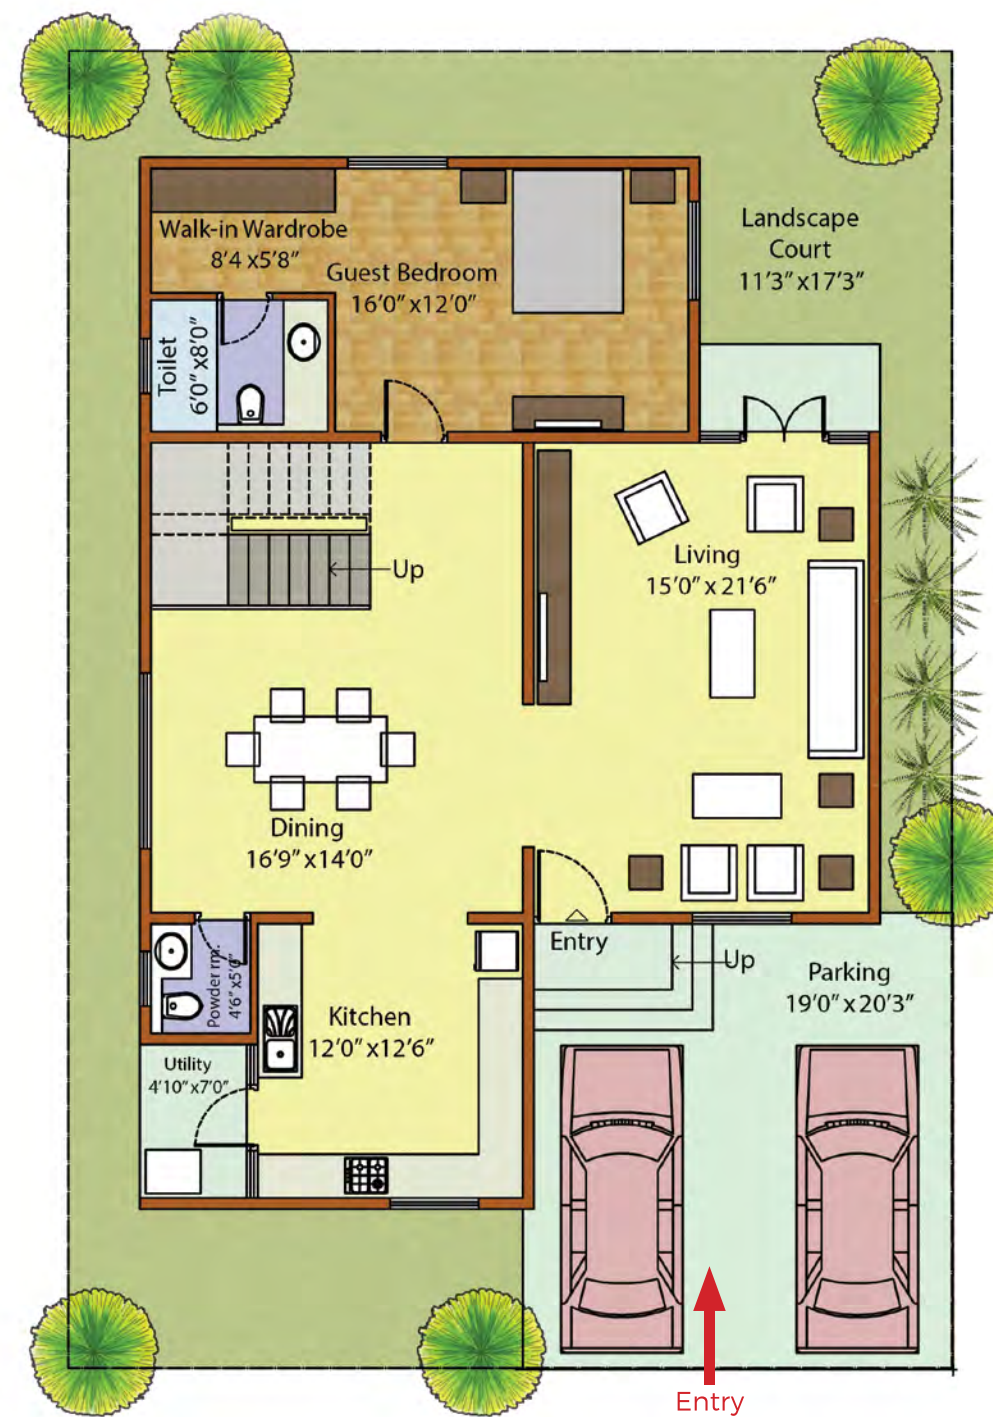 Landscape
Court
11'3" x17'3"
Walk-in Wardrobe
8'4 x5'8"
Guest Bedroom
16'0" x12'0"
Toilet
6'0" x8'0"
Up
Living
15'0" x 21'6"
Dining
16'9" x14'0"
Entry
Up
Parking
19'0" x 20'3"
Powder rm.
4'6" x5'0"
Kitchen
12'0" x12'6"
Utility
4'10" x7'0"
Entry